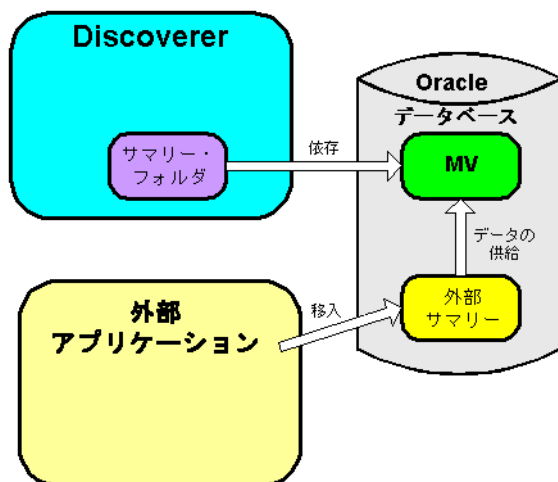 Discoverer
サマリー・
フォルダ
依存
Oracle
データベース
MV
データの
供給
外部
アプリケーション
移入
外部
サマリー